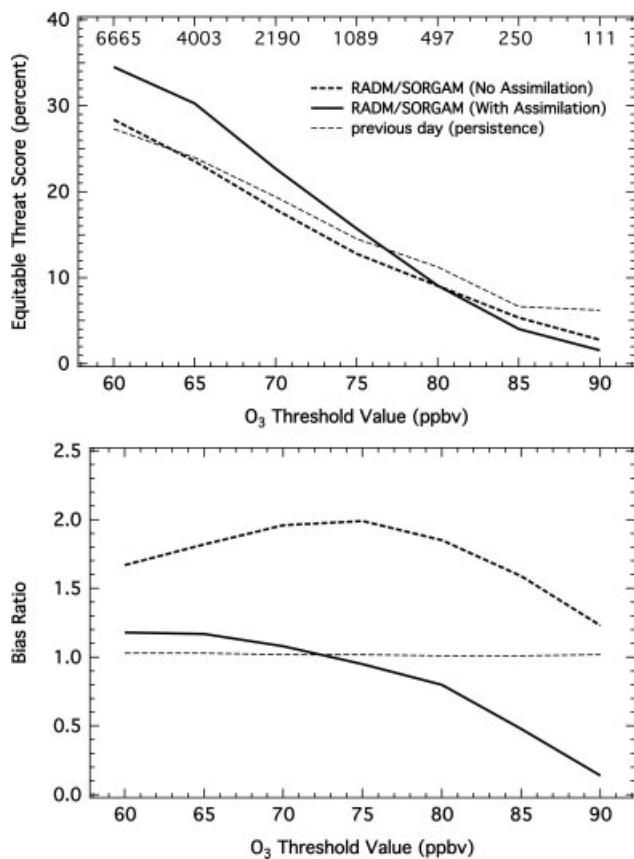 40
6665 4003 2190 1089 497 250 111
RADM/SORGAM (No Assimilation)
RADM/SORGAM (With Assimilation)
previous day (persistence)
30
20
10
0
Equitable Threat Score (percent)
60 65 70 75 80 85 90
O₃ Threshold Value (ppbv)
2.5
2.0
1.5
1.0
0.5
0.0
Bias Ratio
60 65 70 75 80 85 90
O₃ Threshold Value (ppbv)